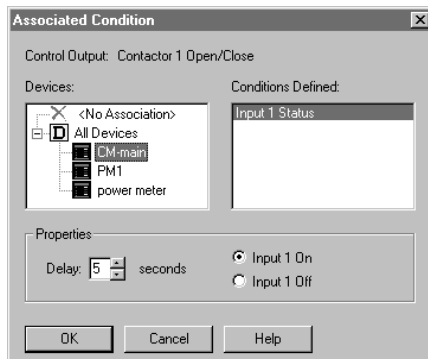 Associated Condition
Control Output: Contactor 1 Open/Close
Devices:
Conditions Defined:
<No Association>
D All Devices
CM-main
PM1
power meter
Input 1 Status
Properties
Delay: 5 seconds
Input 1 On
Input 1 Off
OK Cancel Help